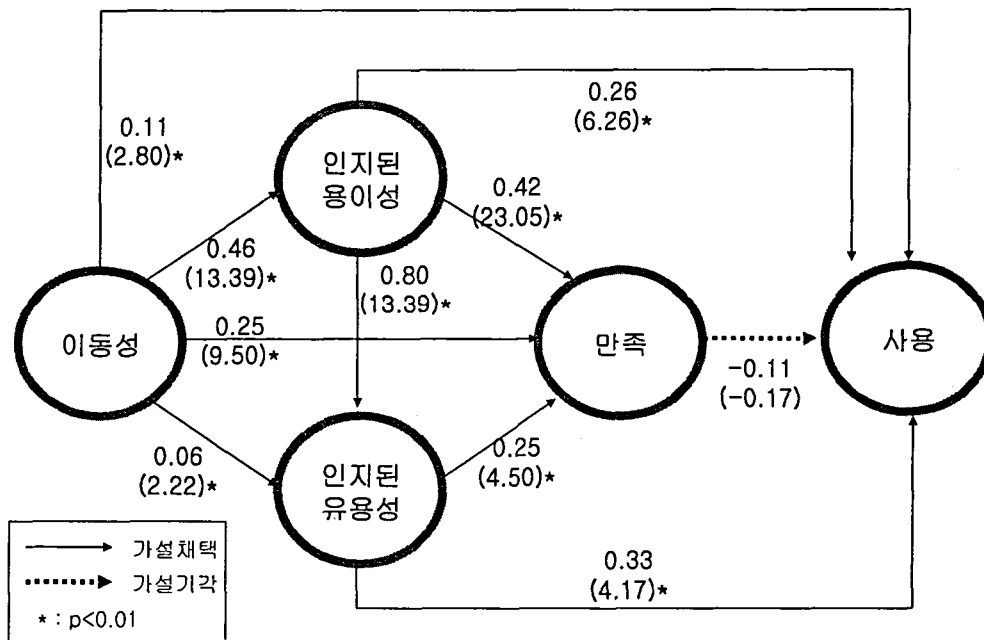 0.11
(2.80)*
0.26
(6.26)*
인지된
용이성
0.42
(23.05)*
0.46
(13.39)*
0.80
(13.39)*
이동성
0.25
(9.50)*
만족
-0.11
(-0.17)
사용
0.06
(2.22)*
인지된
유용성
0.25
(4.50)*
0.33
(4.17)*
가설채택
가설기각
* : p<0.01